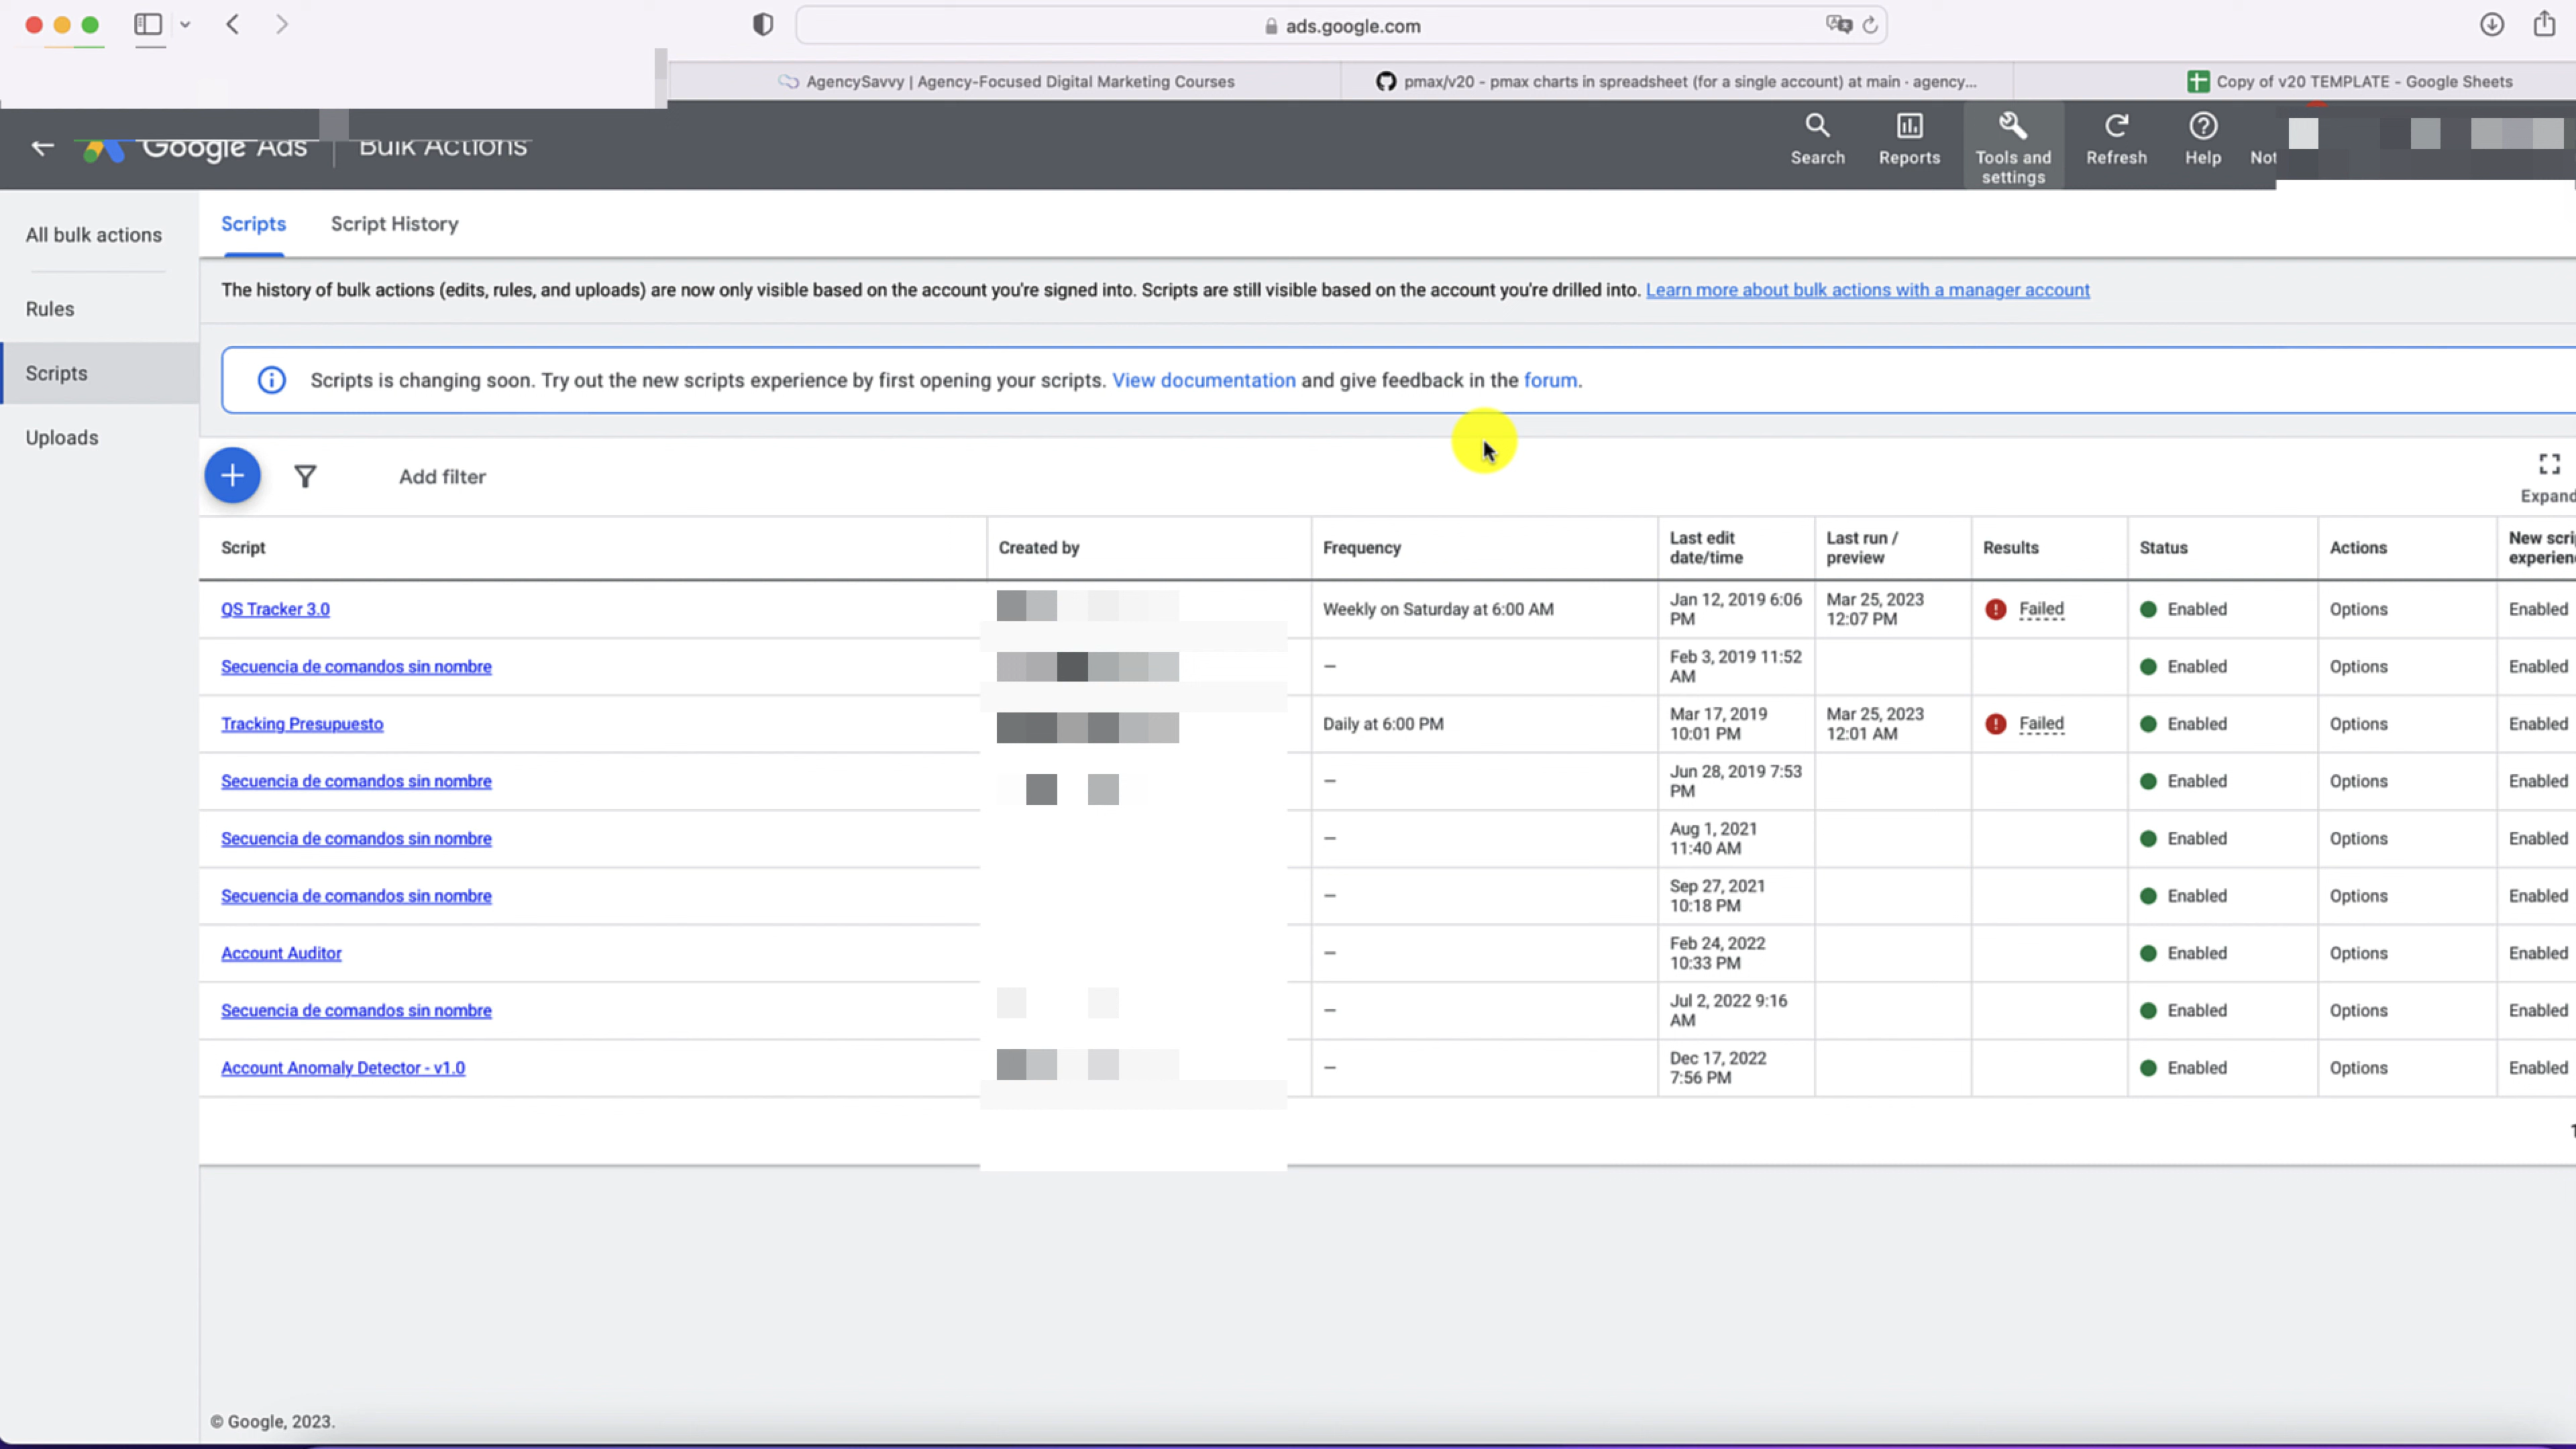 ads.google.com
AgencySavvy | Agency-Focused Digital Marketing Courses
pmax/v20 - pmax charts in spreadsheet (for a single account) at main · agency...
Copy of v20 TEMPLATE - Google Sheets
Google Ads | Bulk Actions
Search
Reports
Tools and settings
Refresh
Help
Not
All bulk actions
Rules
Scripts
Uploads
Scripts
Script History
The history of bulk actions (edits, rules, and uploads) are now only visible based on the account you're signed into. Scripts are still visible based on the account you're drilled into. Learn more about bulk actions with a manager account
Scripts is changing soon. Try out the new scripts experience by first opening your scripts. View documentation and give feedback in the forum.
Add filter
Expand
Script Created by Frequency Last edit date/time Last run / preview Results Status Actions New scri experien
QS Tracker 3.0 Weekly on Saturday at 6:00 AM Jan 12, 2019 6:06 PM Mar 25, 2023 12:07 PM Failed Enabled Options Enabled
Secuencia de comandos sin nombre – Feb 3, 2019 11:52 AM Enabled Options Enabled
Tracking Presupuesto Daily at 6:00 PM Mar 17, 2019 10:01 PM Mar 25, 2023 12:01 AM Failed Enabled Options Enabled
Secuencia de comandos sin nombre – Jun 28, 2019 7:53 PM Enabled Options Enabled
Secuencia de comandos sin nombre – Aug 1, 2021 11:40 AM Enabled Options Enabled
Secuencia de comandos sin nombre – Sep 27, 2021 10:18 PM Enabled Options Enabled
Account Auditor – Feb 24, 2022 10:33 PM Enabled Options Enabled
Secuencia de comandos sin nombre – Jul 2, 2022 9:16 AM Enabled Options Enabled
Account Anomaly Detector - v1.0 – Dec 17, 2022 7:56 PM Enabled Options Enabled
© Google, 2023.